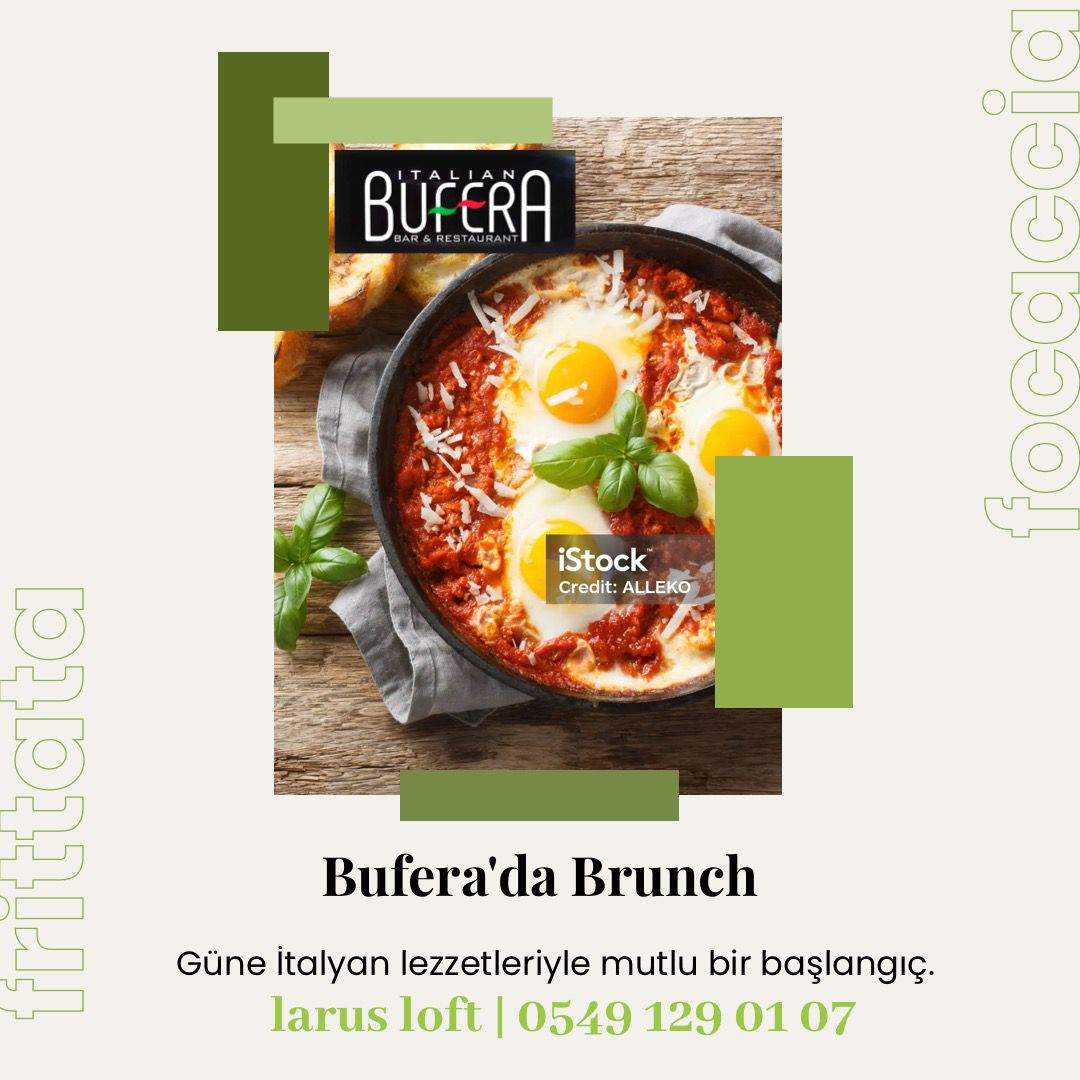 focaccia
ITALIAN
BUFERA
BAR & RESTAURANT
iStock™
Credit: ALLEKO
frittata
Bufera'da Brunch
Güne İtalyan lezzetleriyle mutlu bir başlangıç.
larus loft | 0549 129 01 07